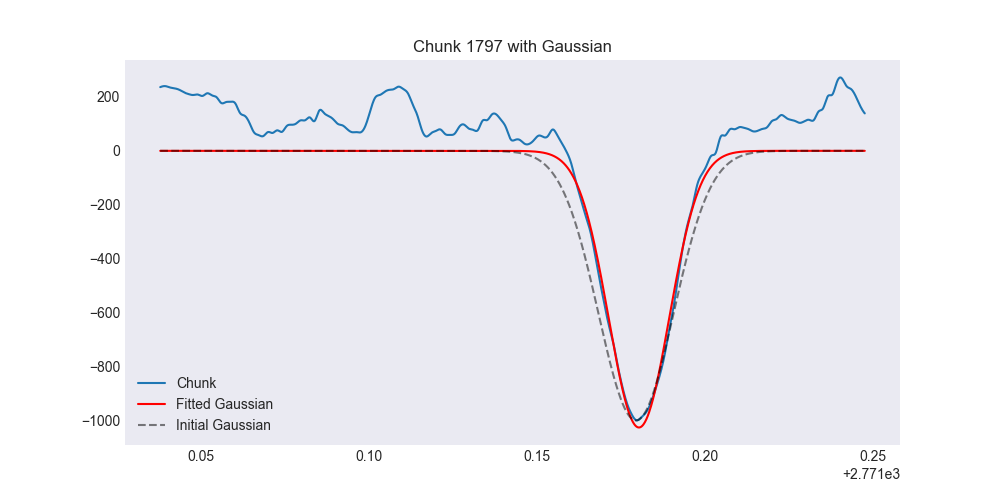 Chunk 1797 with Gaussian
200
0
−200
−400
−600
−800
−1000
Chunk
Fitted Gaussian
Initial Gaussian
0.05 0.10 0.15 0.20 0.25
+2.771e3